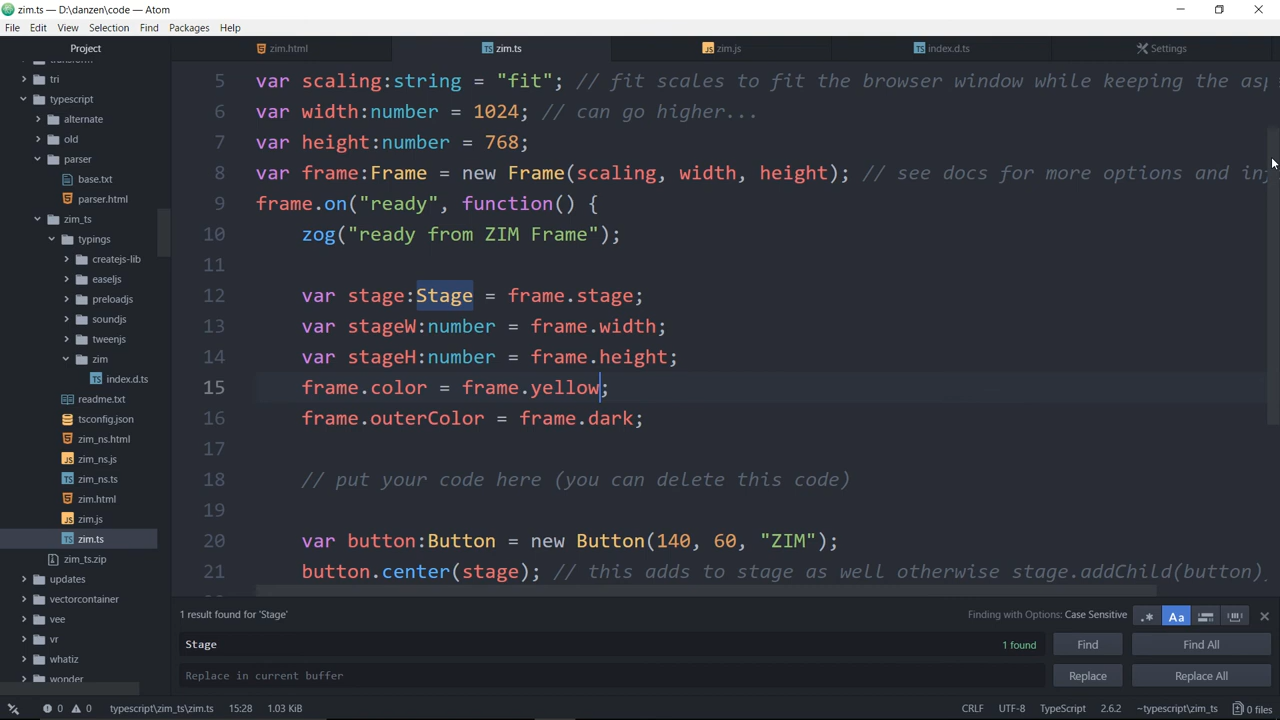 zim.ts — D:\danzen\code — Atom
File Edit View Selection Find Packages Help
Project
zim.html
zim.ts
zim.js
index.d.ts
Settings
transform
tri
typescript
alternate
old
parser
base.txt
parser.html
zim_ts
typings
createjs-lib
easeljs
preloadjs
soundjs
tweenjs
zim
index.d.ts
readme.txt
tsconfig.json
zim_ns.html
zim_ns.js
zim_ns.ts
zim.html
zim.js
zim.ts
zim_ts.zip
updates
vectorcontainer
vee
vr
whatiz
wonder
5 var scaling:string = "fit"; // fit scales to fit the browser window while keeping the asp
6 var width:number = 1024; // can go higher...
7 var height:number = 768;
8 var frame:Frame = new Frame(scaling, width, height); // see docs for more options and inf
9 frame.on("ready", function() {
10 zog("ready from ZIM Frame");
11
12 var stage:Stage = frame.stage;
13 var stageW:number = frame.width;
14 var stageH:number = frame.height;
15 frame.color = frame.yellow;
16 frame.outerColor = frame.dark;
17
18 // put your code here (you can delete this code)
19
20 var button:Button = new Button(140, 60, "ZIM");
21 button.center(stage); // this adds to stage as well otherwise stage.addChild(button)
1 result found for 'Stage'
Finding with Options: Case Sensitive
.* Aa
Stage
1 found
Find
Find All
Replace in current buffer
Replace
Replace All
0 0 typescript\zim_ts\zim.ts 15:28 1.03 KiB
CRLF UTF-8 TypeScript 2.6.2 ~typescript\zim_ts 0 files